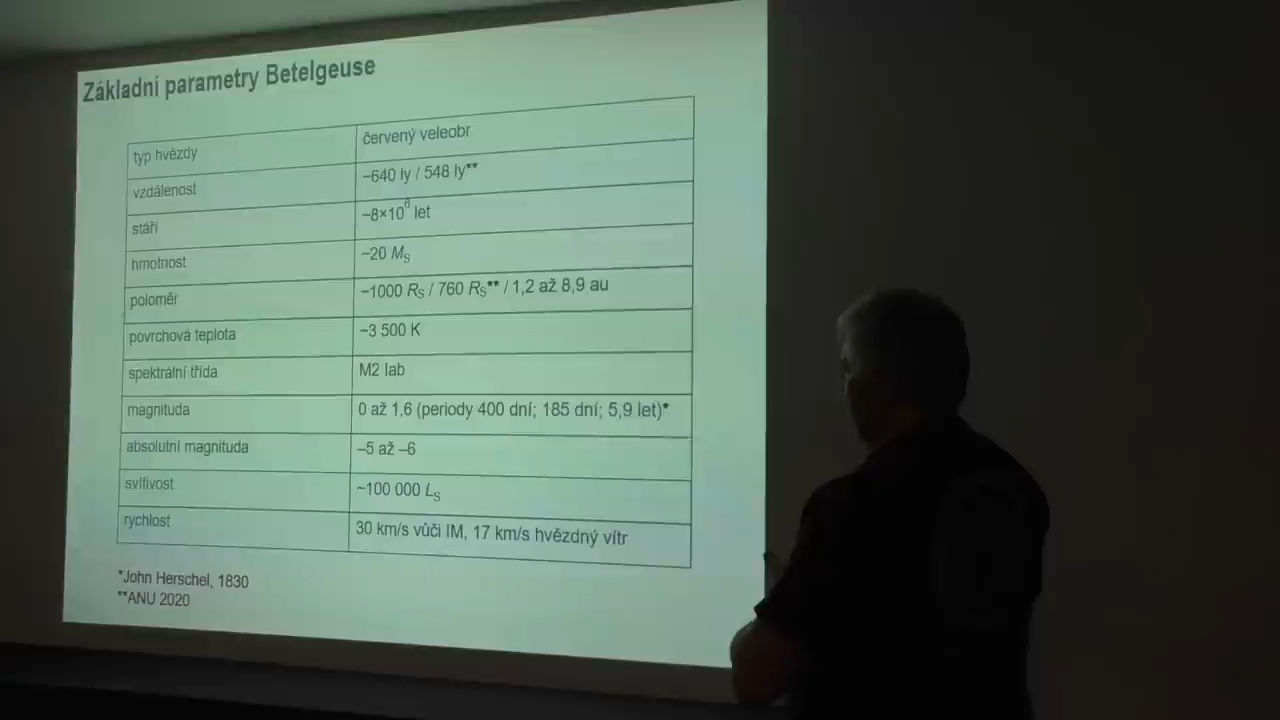 Základní parametry Betelgeuse
typ hvězdy červený veleobr
vzdálenost ~640 ly / 548 ly**
stáří ~8×10⁶ let
hmotnost ~20 MS
poloměr ~1000 RS / 760 RS** / 1,2 až 8,9 au
povrchová teplota ~3 500 K
spektrální třída M2 Iab
magnituda 0 až 1,6 (periody 400 dní; 185 dní; 5,9 let)*
absolutní magnituda –5 až –6
svítivost ~100 000 LS
rychlost 30 km/s vůči IM, 17 km/s hvězdný vítr
*John Herschel, 1830
**ANU 2020